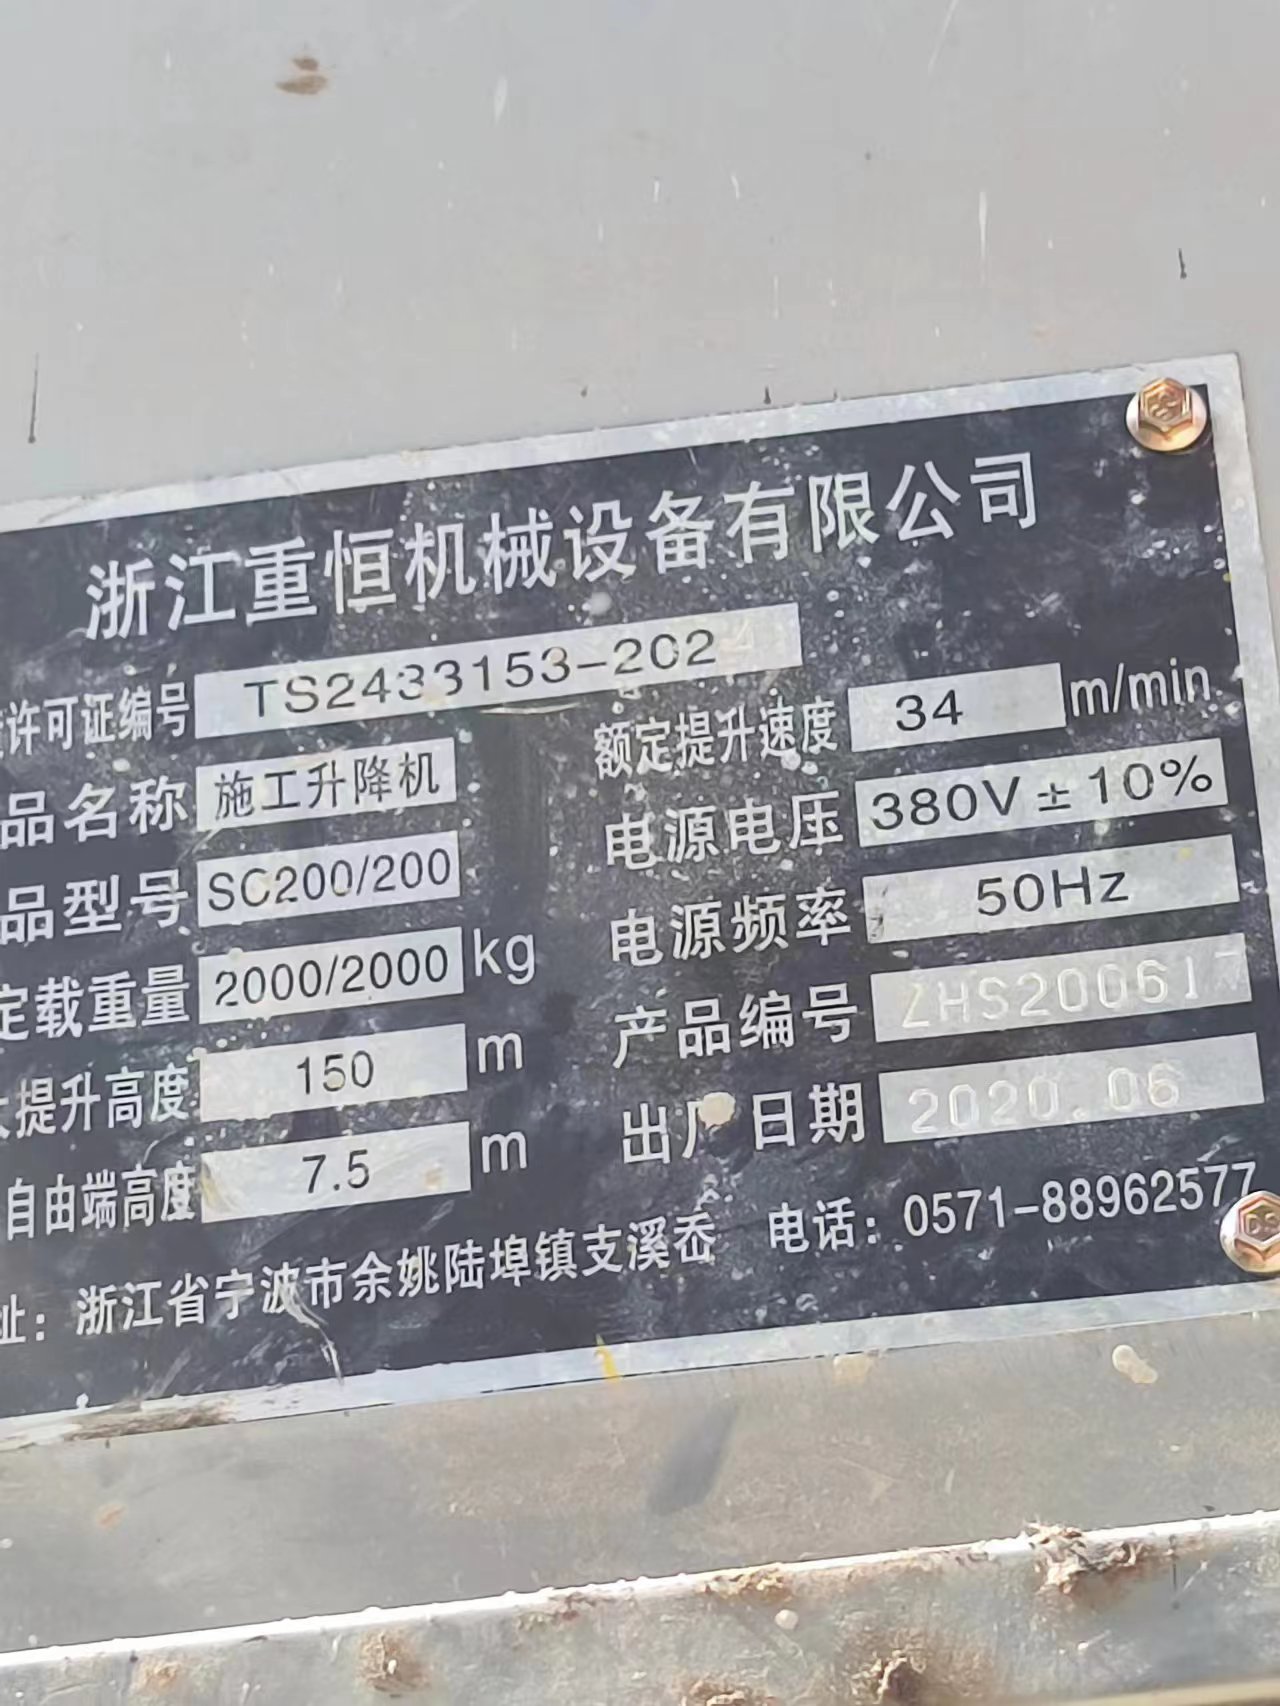 浙江重恒机械设备有限公司
许可证编号 TS2433153-202
品名称 施工升降机 额定提升速度 34 m/min
品型号 SC200/200 电源电压 380V±10%
定载重量 2000/2000 kg 电源频率 50Hz
提升高度 150 m 产品编号 ZHS200617
自由端高度 7.5 m 出厂日期 2020.06
址：浙江省宁波市余姚陆埠镇支溪岙 电话：0571-88962577